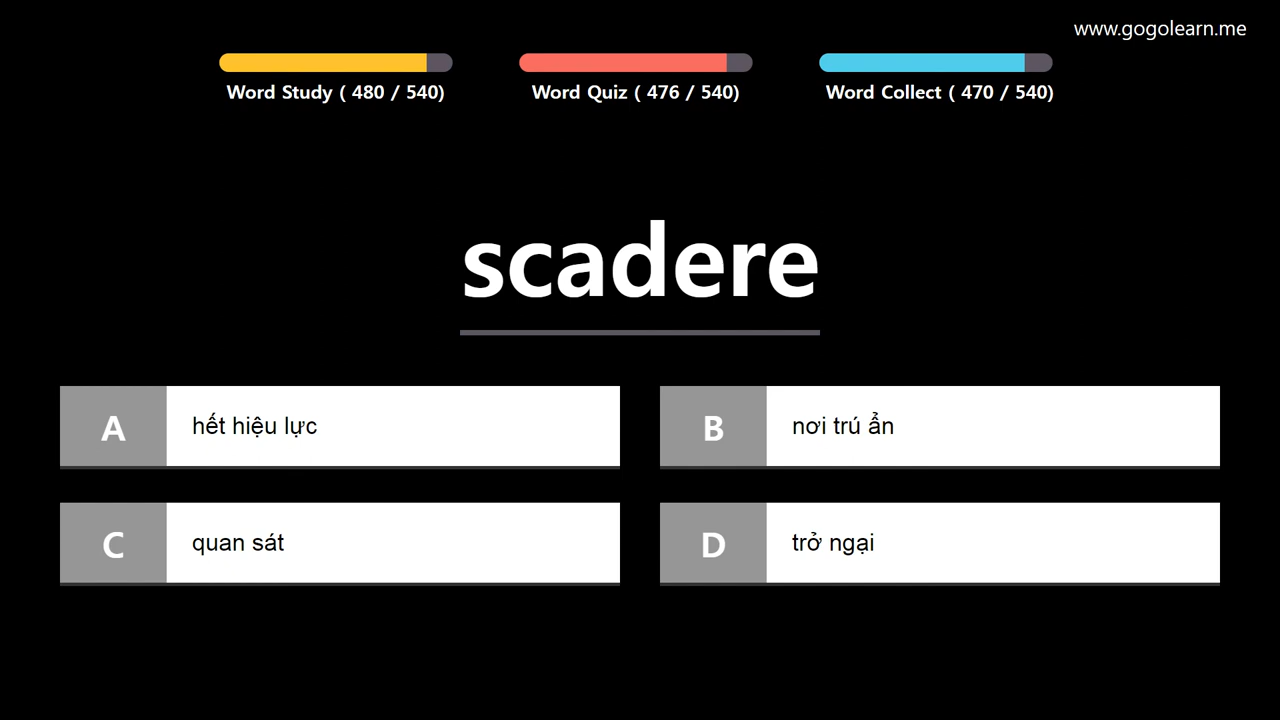 www.gogolearn.me
Word Study ( 480 / 540)
Word Quiz ( 476 / 540)
Word Collect ( 470 / 540)
scadere
A hết hiệu lực
B nơi trú ẩn
C quan sát
D trở ngại